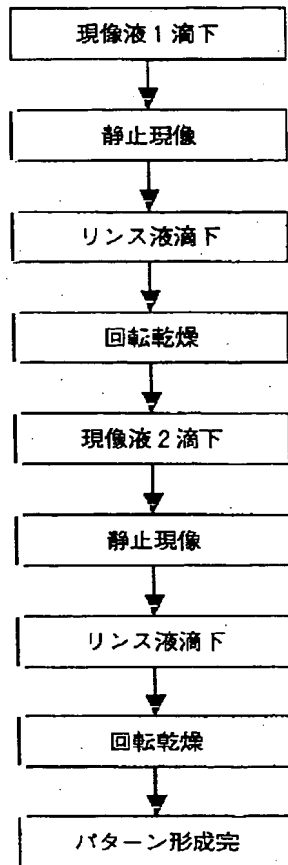 現像液1滴下
静止現像
リンス液滴下
回転乾燥
現像液2滴下
静止現像
リンス液滴下
回転乾燥
パターン形成完